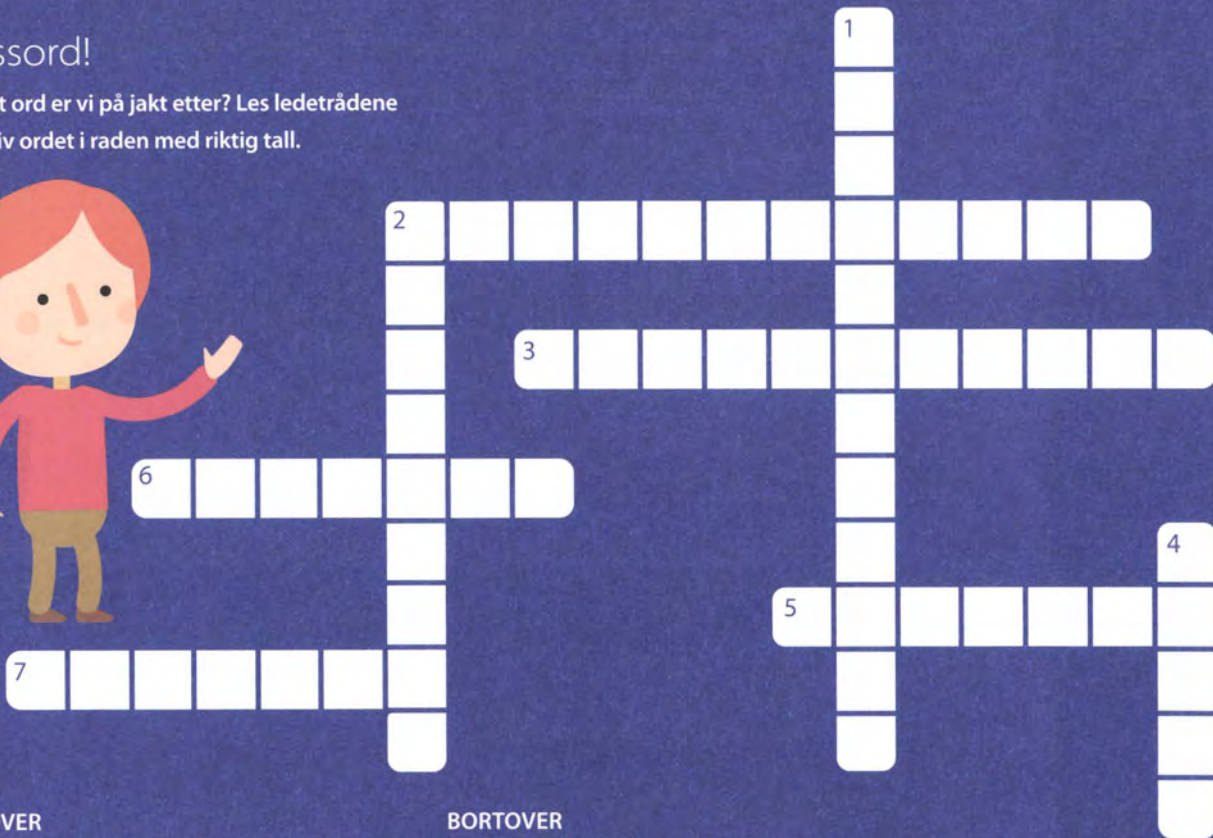 ssord!
t ord er vi på jakt etter? Les ledetrådene
iv ordet i raden med riktig tall.
1
2
3
6
4
5
7
VER
BORTOVER